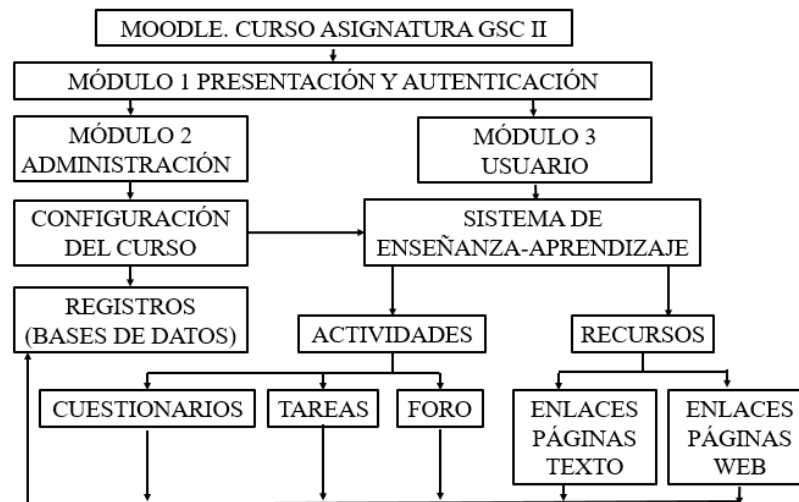 MOODLE. CURSO ASIGNATURA GSC II
MÓDULO 1 PRESENTACIÓN Y AUTENTICACIÓN
MÓDULO 2
ADMINISTRACIÓN
MÓDULO 3
USUARIO
CONFIGURACIÓN
DEL CURSO
SISTEMA DE
ENSEÑANZA-APRENDIZAJE
REGISTROS
(BASES DE DATOS)
ACTIVIDADES
RECURSOS
CUESTIONARIOS
TAREAS
FORO
ENLACES
PÁGINAS
TEXTO
ENLACES
PÁGINAS
WEB